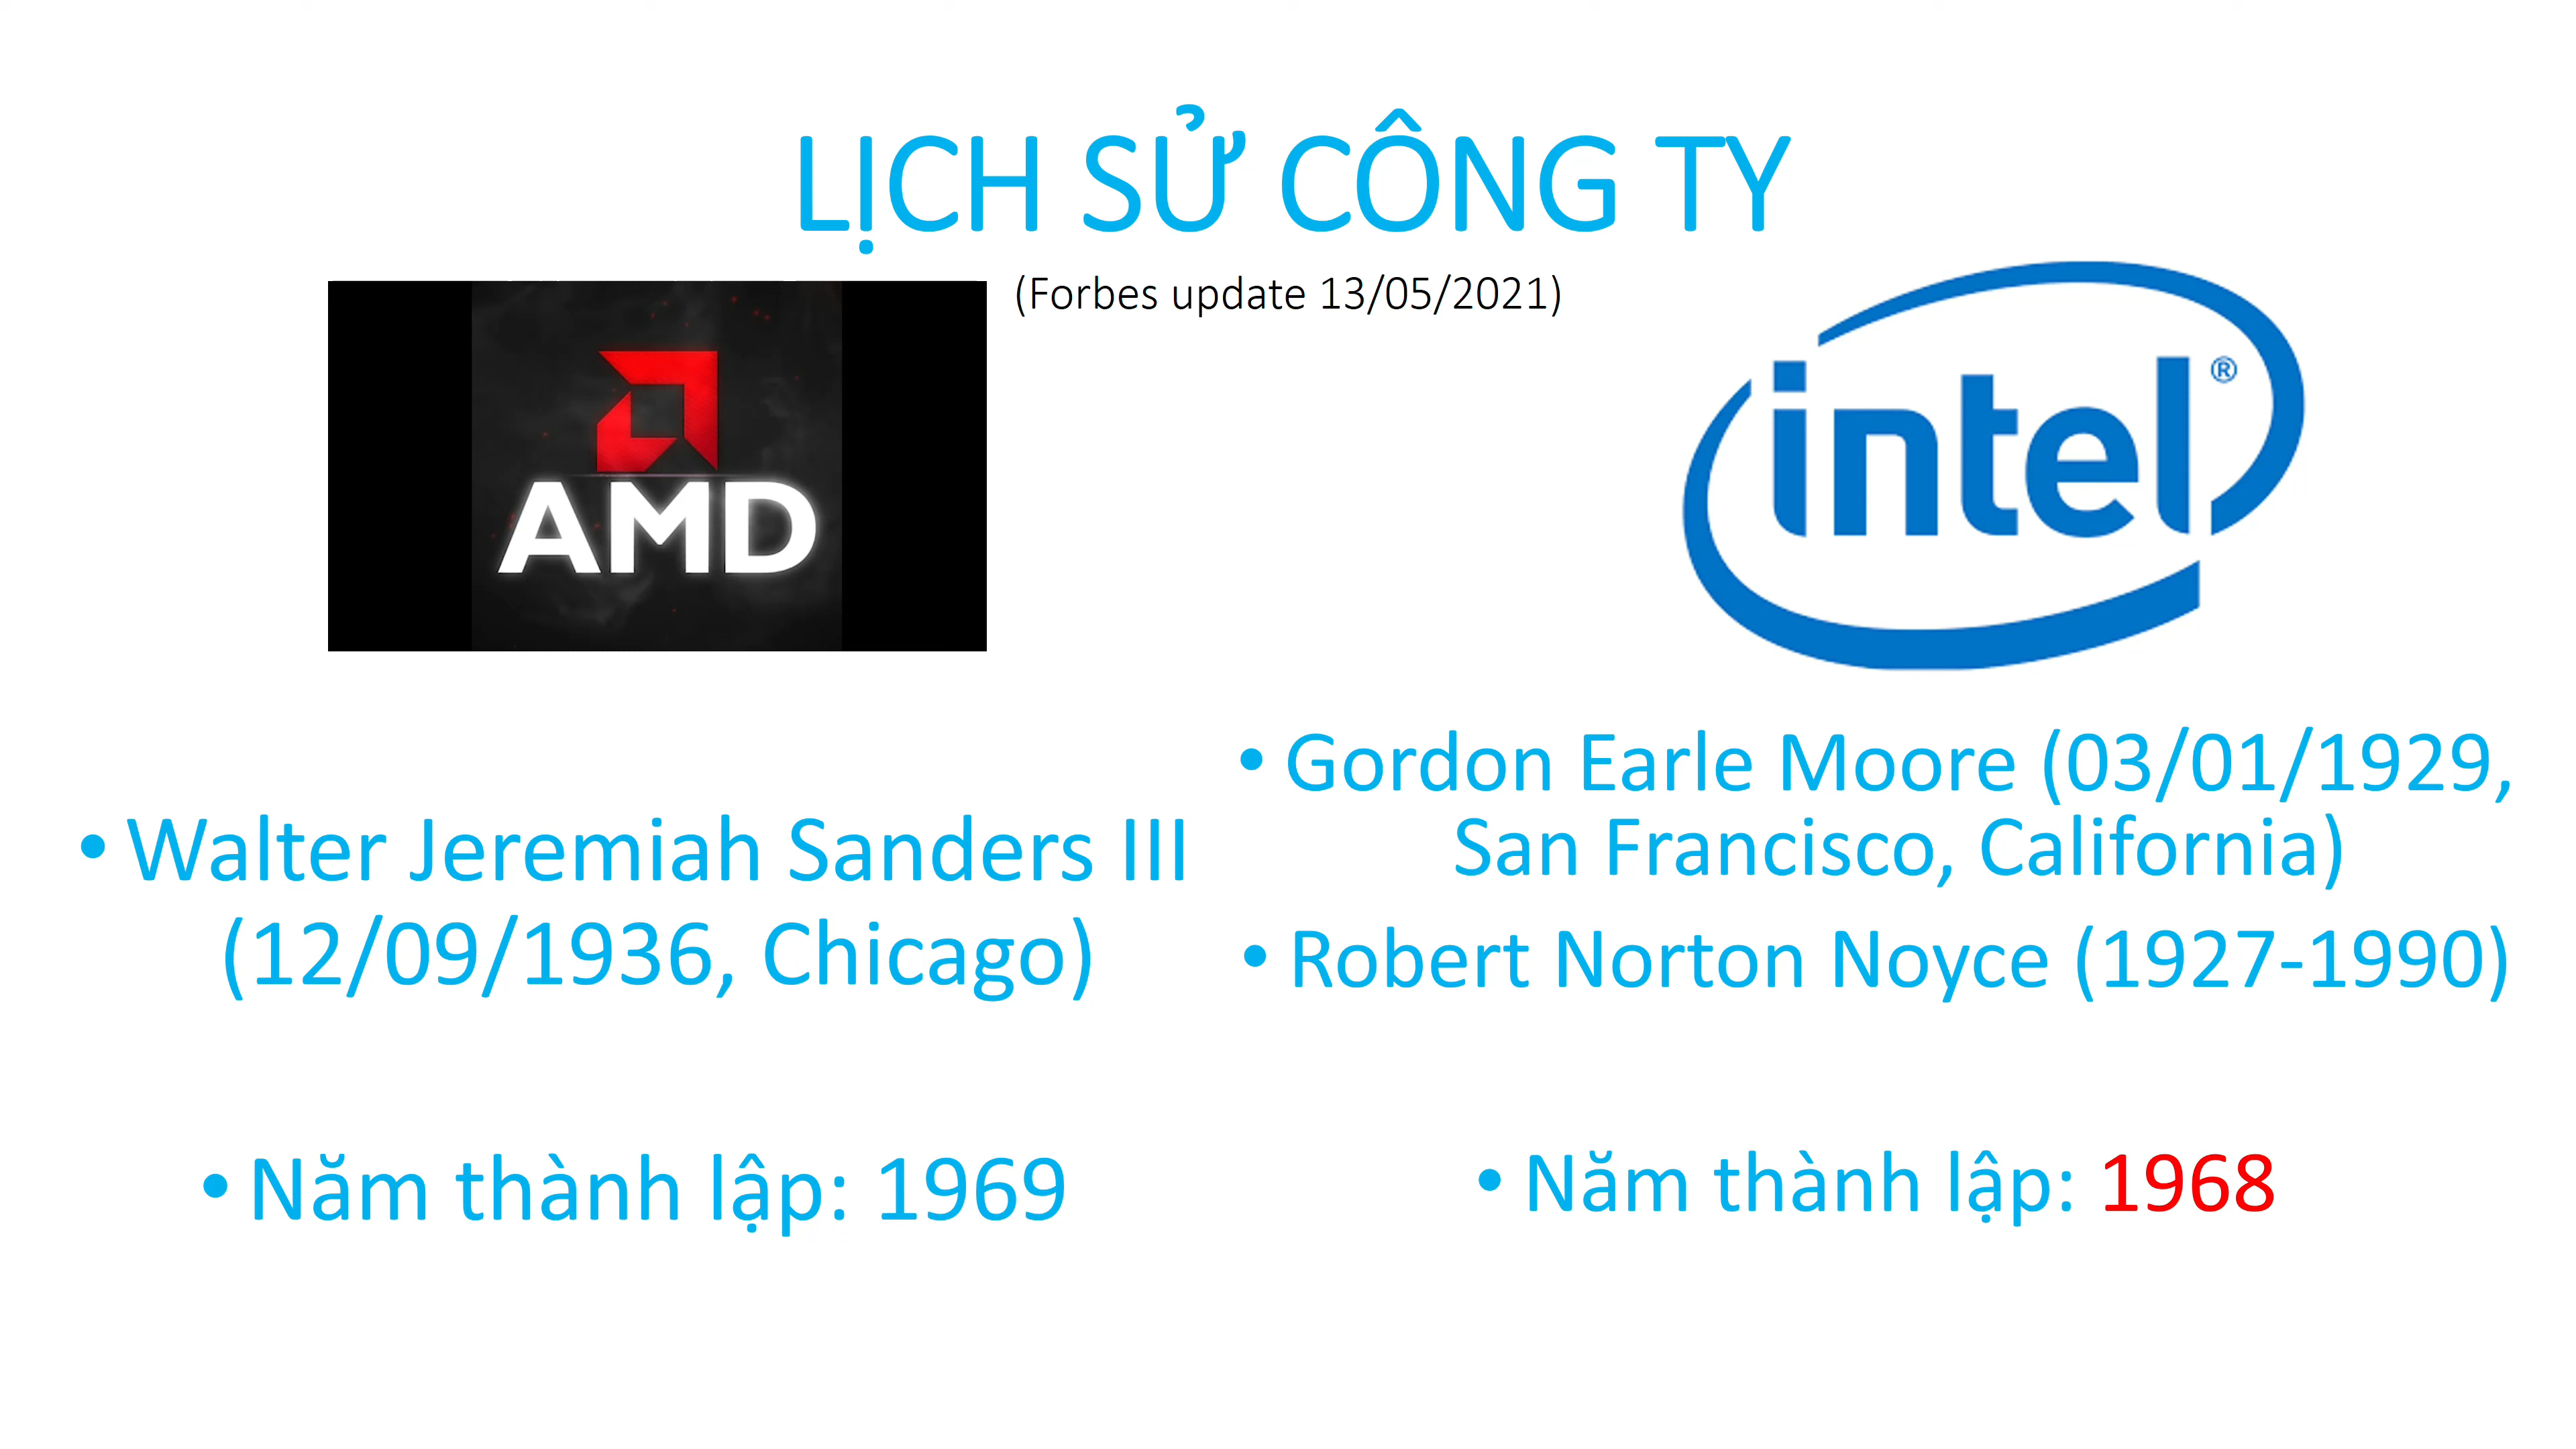 LỊCH SỬ CÔNG TY
(Forbes update 13/05/2021)
AMD
intel®
• Walter Jeremiah Sanders III
(12/09/1936, Chicago)
• Năm thành lập: 1969
• Gordon Earle Moore (03/01/1929,
San Francisco, California)
• Robert Norton Noyce (1927-1990)
• Năm thành lập: 1968